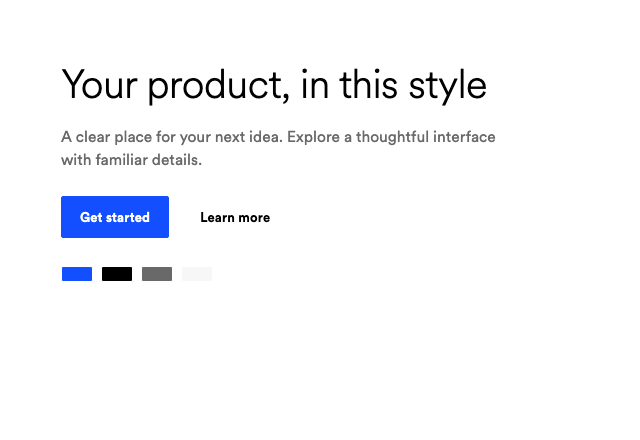 Your product, in this style
A clear place for your next idea. Explore a thoughtful interface
with familiar details.
Get started
Learn more